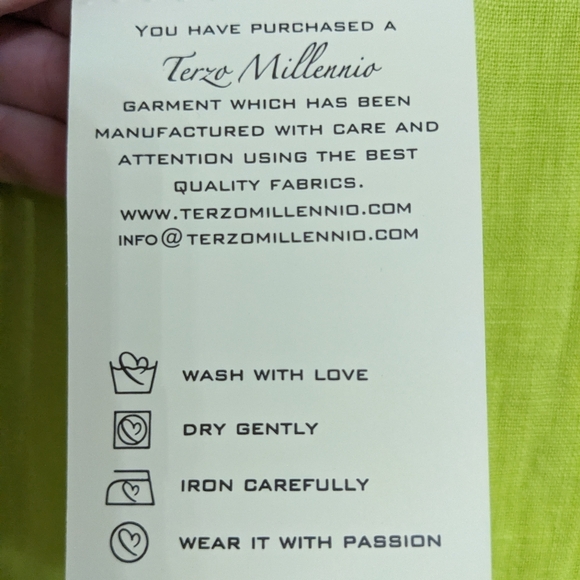 YOU HAVE PURCHASED A
Terzo Millennio
GARMENT WHICH HAS BEEN
MANUFACTURED WITH CARE AND
ATTENTION USING THE BEST
QUALITY FABRICS.
WWW.TERZOMILLENNIO.COM
INFO@TERZOMILLENNIO.COM
WASH WITH LOVE
DRY GENTLY
IRON CAREFULLY
WEAR IT WITH PASSION